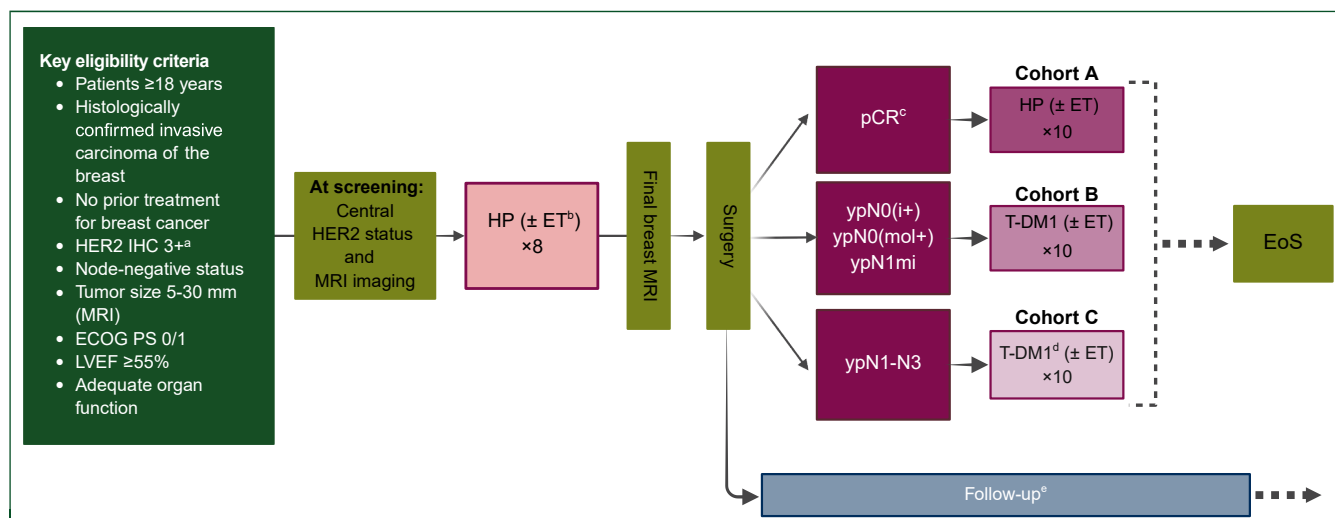 Key eligibility criteria
• Patients ≥18 years
• Histologically
confirmed invasive
carcinoma of the
breast
• No prior treatment
for breast cancer
• HER2 IHC 3+a
• Node-negative status
• Tumor size 5-30 mm
(MRI)
• ECOG PS 0/1
• LVEF ≥55%
• Adequate organ
function
At screening:
Central
HER2 status
and
MRI imaging
HP (± ETb)
×8
Final breast MRI
Surgery
pCRc
Cohort A
HP (± ET)
×10
ypN0(i+)
ypN0(mol+)
ypN1mi
Cohort B
T-DM1 (± ET)
×10
ypN1-N3
Cohort C
T-DM1d (± ET)
×10
EoS
Follow-upe